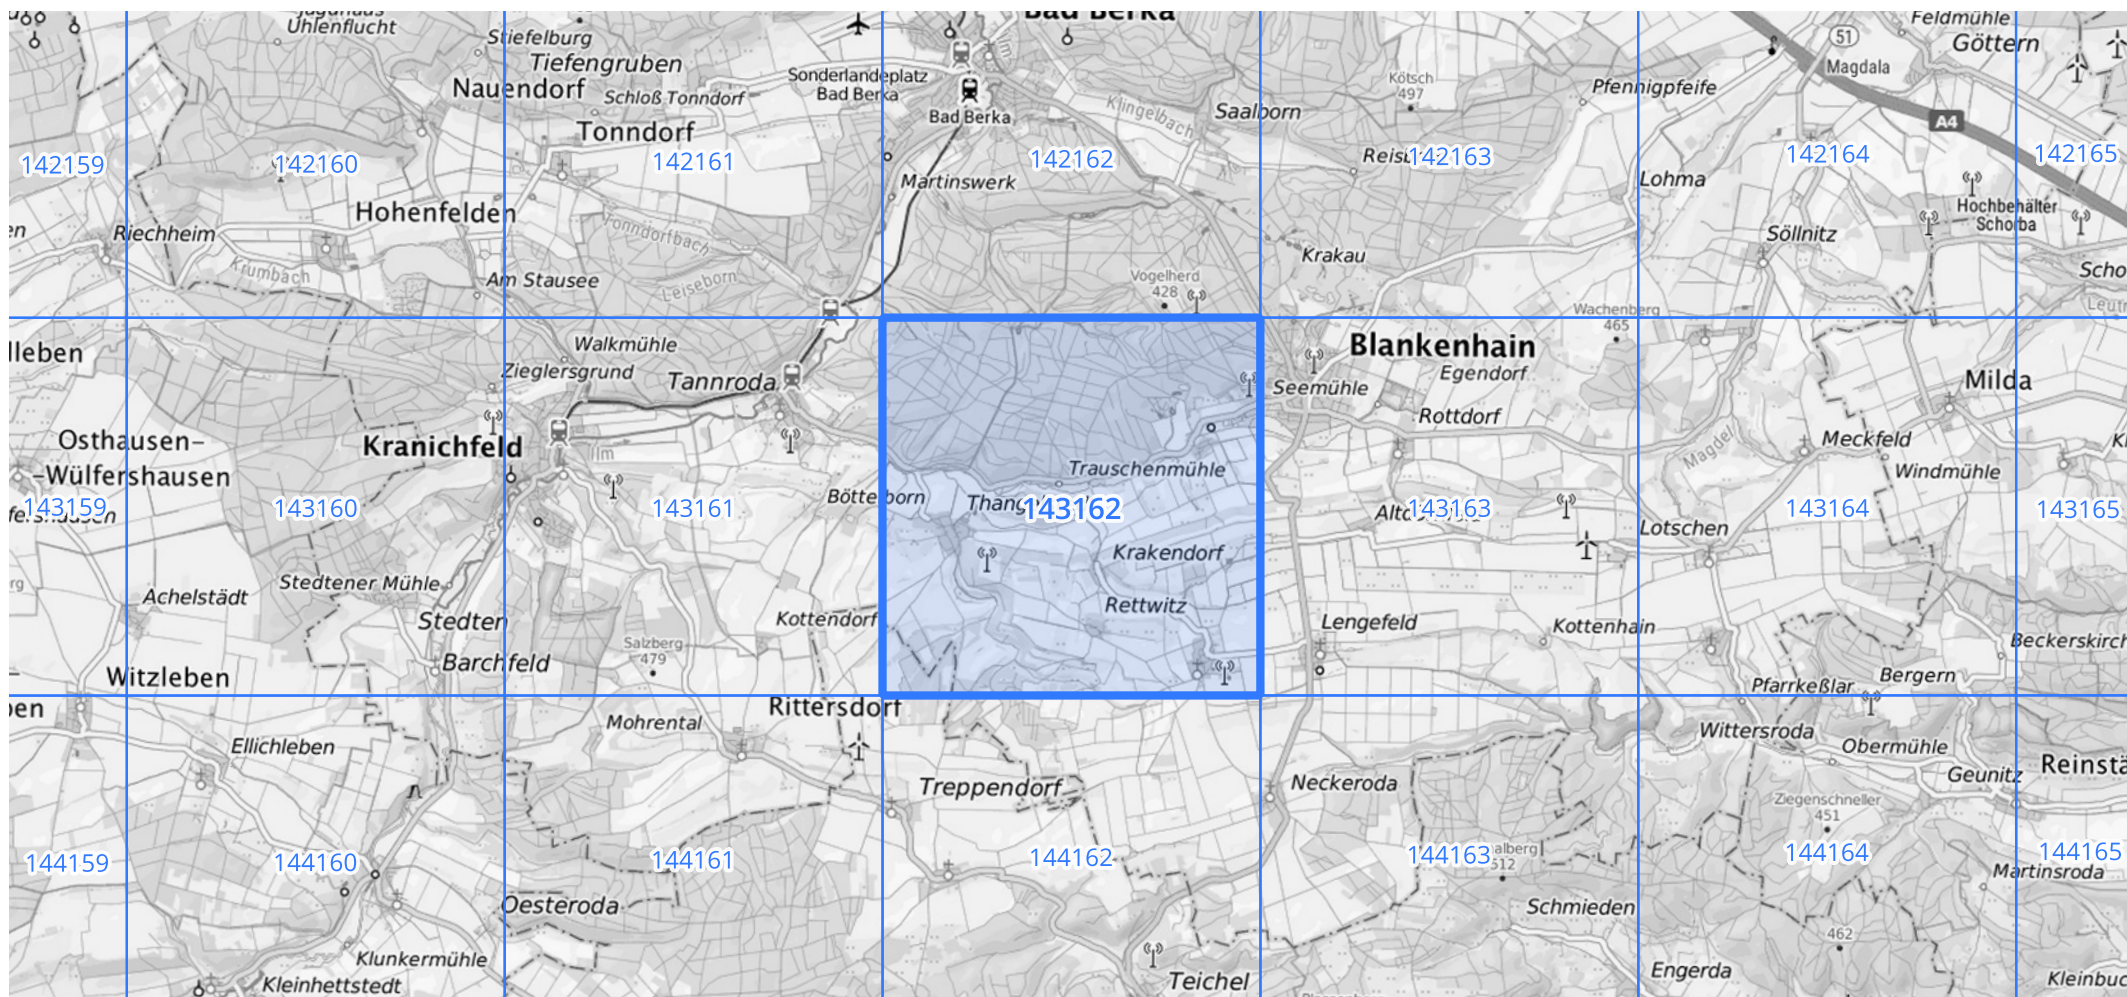 Uhlenflucht
Stiefelburg
Tiefengruben
Nauendorf
Schloß Tonndorf
Tonndorf
Sonderlandeplatz
Bad Berka
Bad Berka
Bad Berka
Ilm
Klingelbach
Saalborn
Kötsch
497
Pfennigpfeife
51
Magdala
Feldmühle
Göttern
A4
142159
142160
142161
142162
142163
142164
142165
Martinswerk
Lohma
Hochbehälter
Schorba
Hohenfelden
Riechheim
Krumbach
Tonndorfbach
Leiseborn
Am Stausee
Krakau
Söllnitz
Vogelherd
428
Wachenberg
465
Walkmühle
Zieglersgrund
Tannroda
Blankenhain
Seemühle
Egendorf
Rottdorf
Milda
Osthausen-
-Wülfershausen
Kranichfeld
Ilm
Trauschenmühle
Magdel
Meckfeld
Windmühle
143159
143160
143161
143162
143163
143164
143165
Lotschen
Krakendorf
Stedtener Mühle
Achelstädt
Rettwitz
Stedten
Kottendorf
Salzberg
479
Lengefeld
Kottenhain
Barchfeld
Witzleben
Bergern
Pfarrkeßlar
Rittersdorf
Mohrental
Ellichleben
Wittersroda
Obermühle
Treppendorf
Neckeroda
Geunitz
Ziegenschneller
451
144159
144160
144161
144162
144163
144164
144165
512
Martinsroda
Oesteroda
Schmieden
462
Klunkermühle
Kleinhettstedt
Teichel
Engerda